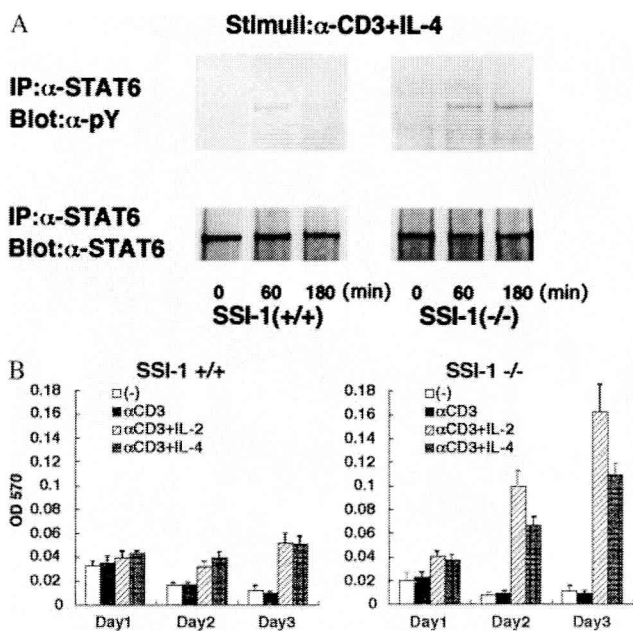 A
Stimuli:α-CD3+IL-4
IP:α-STAT6
Blot:α-pY
IP:α-STAT6
Blot:α-STAT6
0 60 180 (min) 0 60 180 (min)
SSI-1(+/+) SSI-1(-/-)
B
SSI-1 +/+
0.18
0.16
0.14
0.12
0.1
0.08
0.06
0.04
0.02
0
OD 570
(-)
αCD3
αCD3+IL-2
αCD3+IL-4
Day1 Day2 Day3
SSI-1 -/-
0.18
0.16
0.14
0.12
0.1
0.08
0.06
0.04
0.02
0
(-)
αCD3
αCD3+IL-2
αCD3+IL-4
Day1 Day2 Day3